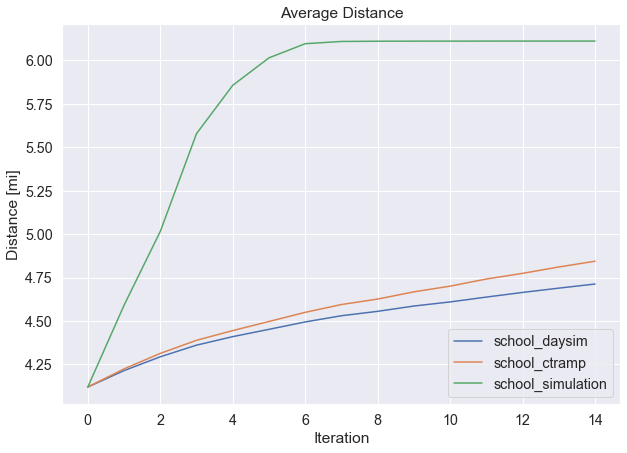 Average Distance
Distance [mi]
6.00
5.75
5.50
5.25
5.00
4.75
4.50
4.25
0 2 4 6 8 10 12 14
Iteration
school_daysim
school_ctramp
school_simulation